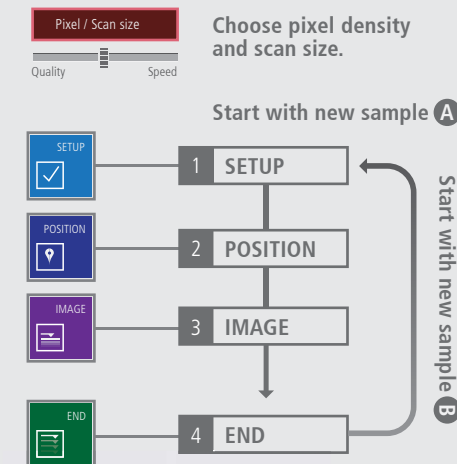 Pixel / Scan size
Quality
Speed
Choose pixel density
and scan size.
Start with new sample A
SETUP
1 SETUP
POSITION
2 POSITION
IMAGE
3 IMAGE
END
4 END
Start with new sample B